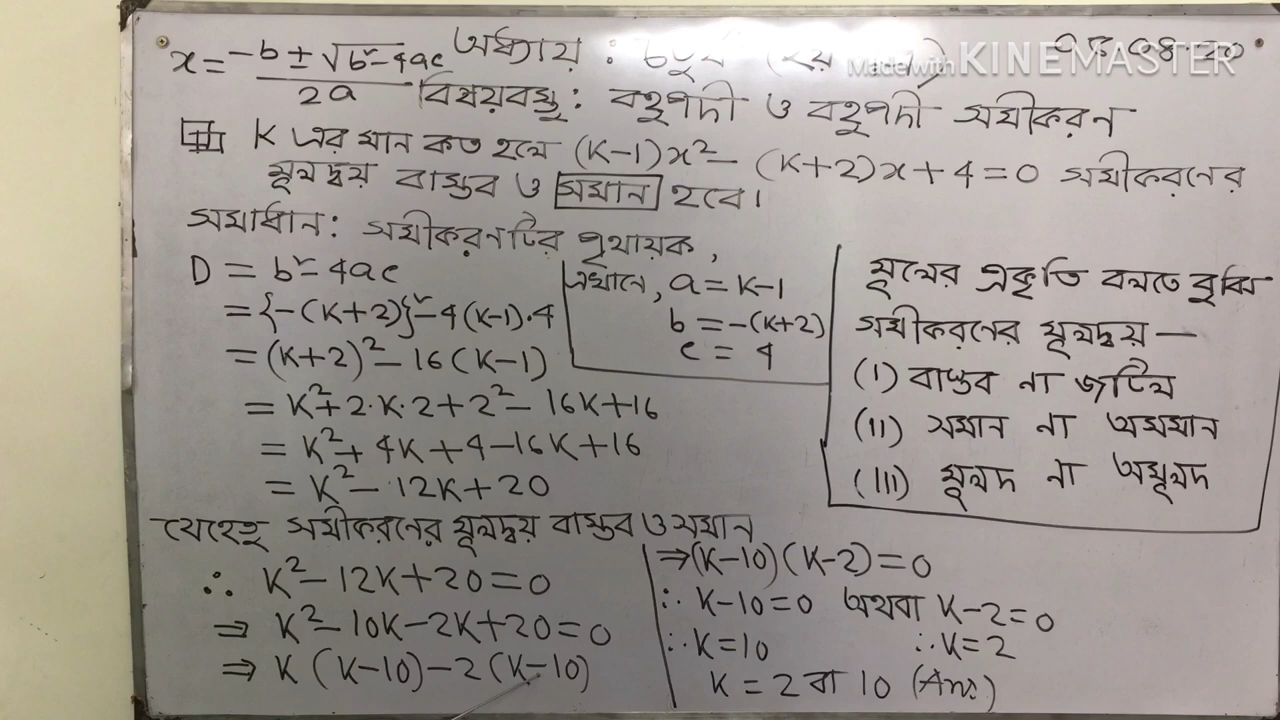 x = -b ± √b² - 4ac / 2a
অধ্যায় :
Made with KINEMASTER
বিষয়বস্তু : বহুপদী ও বহুপদী সমীকরণ
K এর মান কত হলে (K-1)x² - (K+2)x + 4 = 0 সমীকরণের
মূলদ্বয় বাস্তব ও সমান হবে।
সমাধান: সমীকরণটির পৃথায়ক,
D = b² - 4ac
= {-(K+2)}² - 4(K-1)·4
= (K+2)² - 16(K-1)
= K² + 2·K·2 + 2² - 16K + 16
= K² + 4K + 4 - 16K + 16
= K² - 12K + 20
এখানে, a = K-1
b = -(K+2)
c = 4
মূলের প্রকৃতি বলতে বুঝি
সমীকরণের মূলদ্বয় —
(i) বাস্তব না জটিল
(ii) সমান না অসমান
(iii) মূলদ না অমূলদ
যেহেতু সমীকরণের মূলদ্বয় বাস্তব ও সমান
∴ K² - 12K + 20 = 0
⇒ K² - 10K - 2K + 20 = 0
⇒ K(K-10) - 2(K-10)
⇒ (K-10)(K-2) = 0
∴ K-10=0 অথবা K-2=0
∴ K=10 ∴ K=2
K = 2 বা 10 (Ans:)